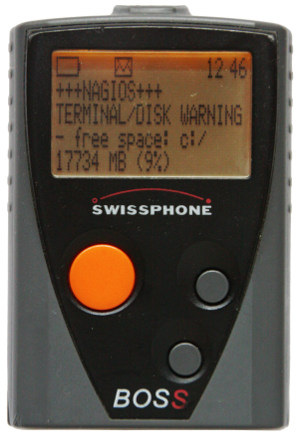 12 46
+++NAGIOS+++
TERMINAL/DISK WARNING
- free space: c:/
17734 MB (9%)
SWISSPHONE
BOSS